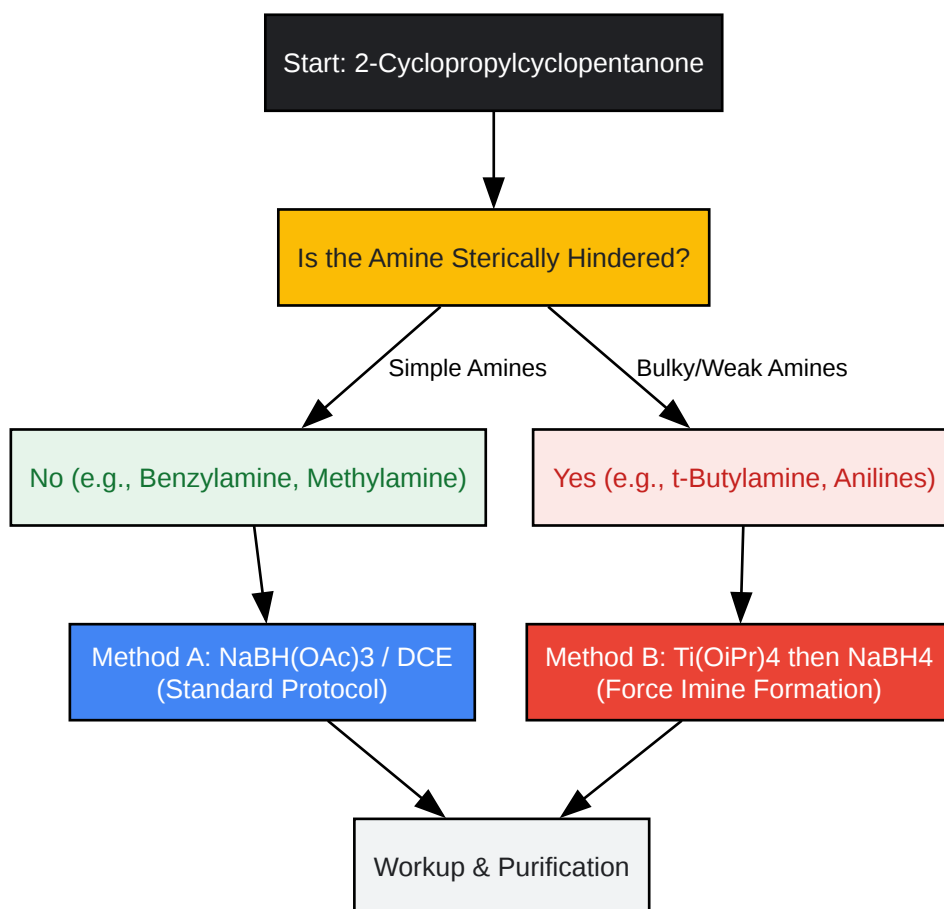 Start: 2-Cyclopropylcyclopentanone
Is the Amine Sterically Hindered?
Simple Amines
Bulky/Weak Amines
No (e.g., Benzylamine, Methylamine)
Yes (e.g., t-Butylamine, Anilines)
Method A: NaBH(OAc)3 / DCE
(Standard Protocol)
Method B: Ti(OiPr)4 then NaBH4
(Force Imine Formation)
Workup & Purification